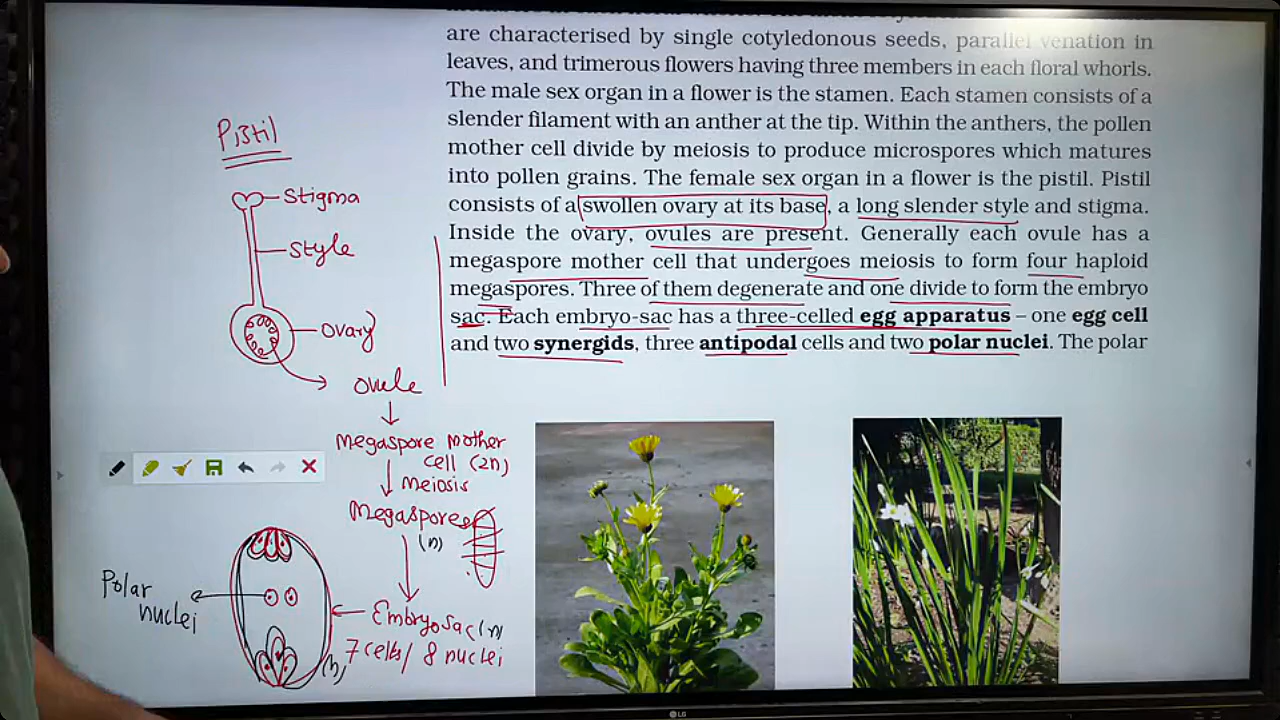 are characterised by single cotyledonous seeds, parallel venation in
leaves, and trimerous flowers having three members in each floral whorls.
The male sex organ in a flower is the stamen. Each stamen consists of a
slender filament with an anther at the tip. Within the anthers, the pollen
mother cell divide by meiosis to produce microspores which matures
into pollen grains. The female sex organ in a flower is the pistil. Pistil
consists of a swollen ovary at its base, a long slender style and stigma.
Inside the ovary, ovules are present. Generally each ovule has a
megaspore mother cell that undergoes meiosis to form four haploid
megaspores. Three of them degenerate and one divide to form the embryo
sac. Each embryo-sac has a three-celled egg apparatus – one egg cell
and two synergids, three antipodal cells and two polar nuclei. The polar
Pistil
Stigma
Style
Ovary
Ovule
Megaspore Mother
cell (2n)
Meiosis
Megaspores
(n)
Embryosac (n)
7 cells/ 8 nuclei
Polar
nuclei
(n)
LG